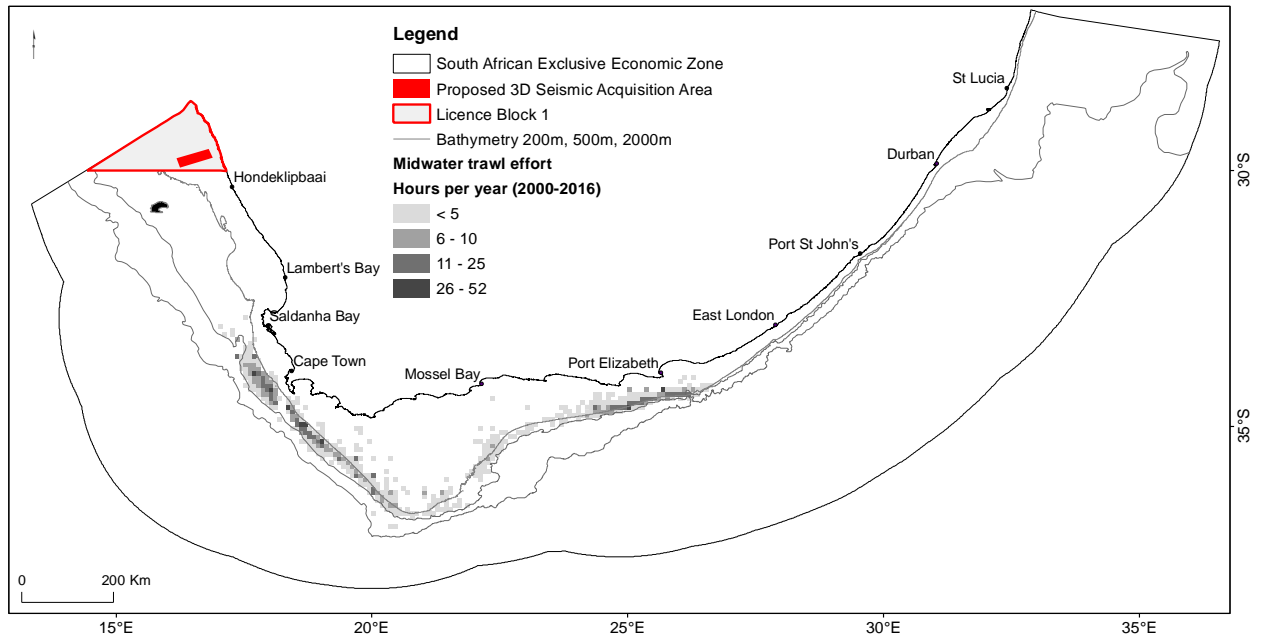 Legend
South African Exclusive Economic Zone
Proposed 3D Seismic Acquisition Area
Licence Block 1
Bathymetry 200m, 500m, 2000m
Midwater trawl effort
Hours per year (2000-2016)
< 5
6 - 10
11 - 25
26 - 52
St Lucia
Durban
30°S
Hondeklipbaai
Port St John's
Lambert's Bay
Saldanha Bay
East London
Cape Town
Port Elizabeth
Mossel Bay
35°S
0 200 Km
15°E 20°E 25°E 30°E 35°E